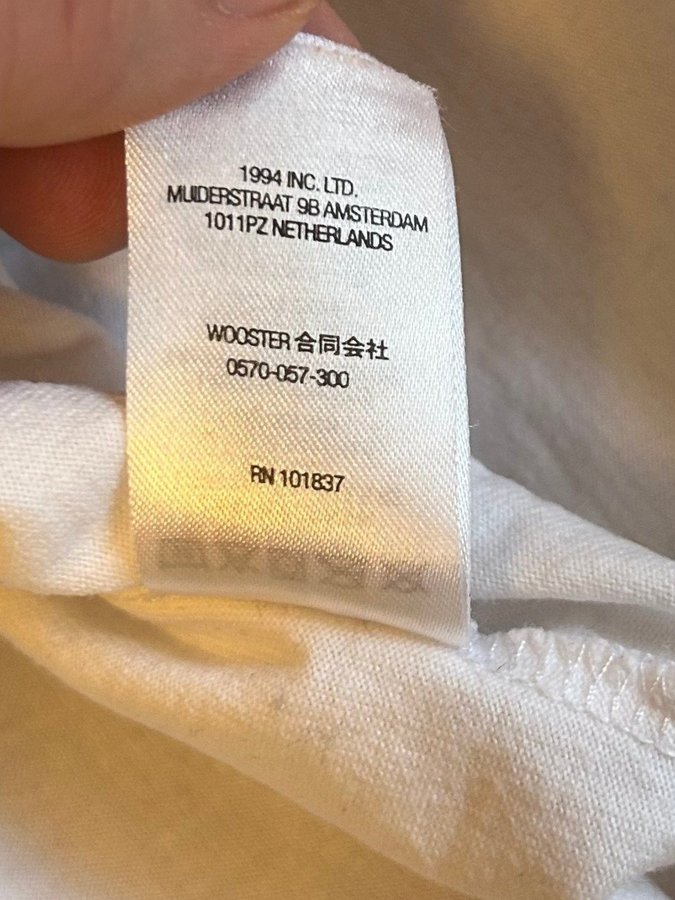 1994 INC. LTD.
MUIDERSTRAAT 9B AMSTERDAM
1011PZ NETHERLANDS
WOOSTER 合同会社
0570-057-300
RN 101837